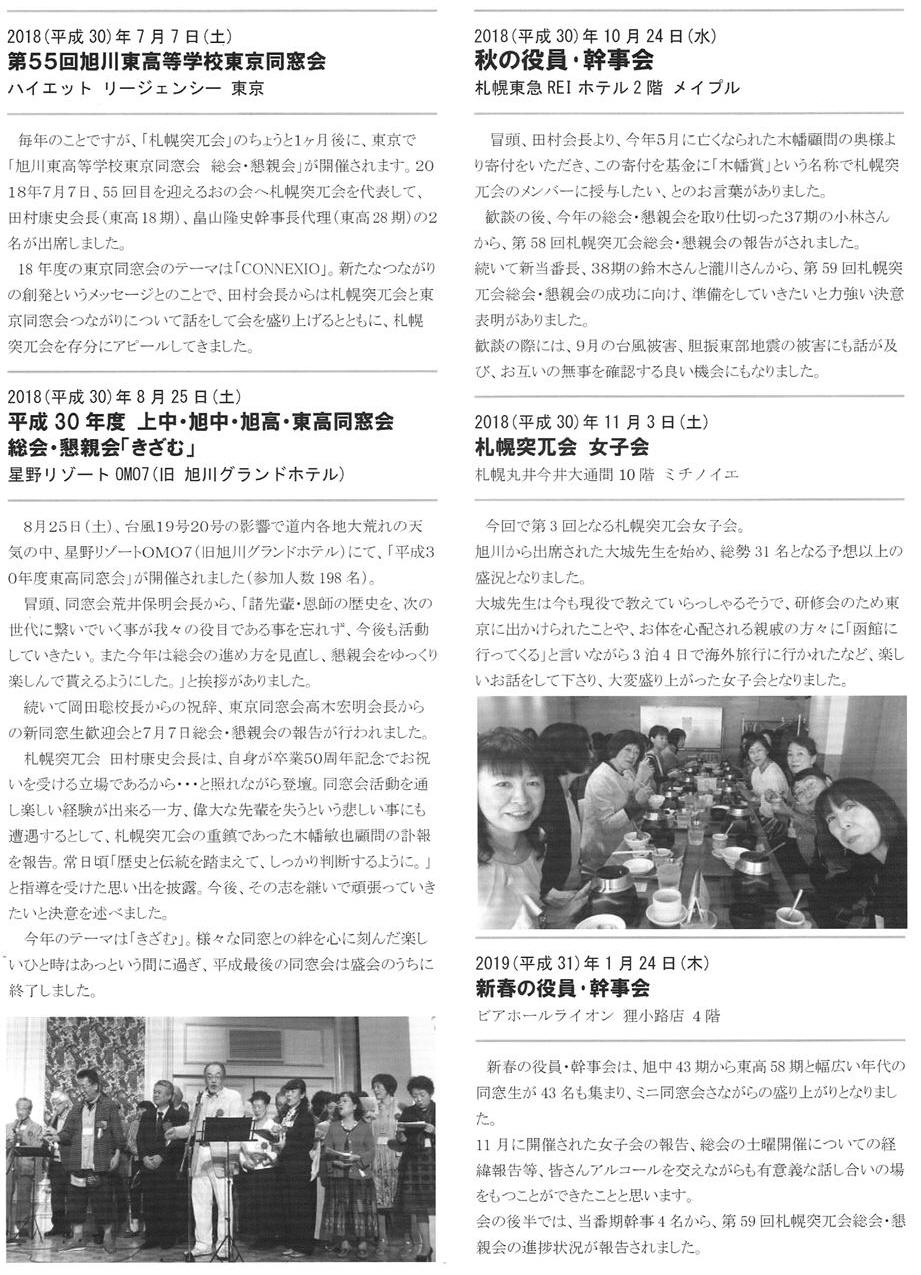 2018(平成 30)年 7 月 7 日(土)
第55回旭川東高等学校東京同窓会
ハイエット リージェンシー 東京
毎年のことですが、「札幌突兀会」のちょうど1ヶ月後に、東京で
「旭川東高等学校東京同窓会 総会・懇親会」が開催されます。20
18年7月7日、55 回目を迎えるおの会へ札幌突兀会を代表して、
田村康史会長(東高18期)、畠山隆史幹事長代理(東高28期)の2
名が出席しました。
18 年度の東京同窓会のテーマは「CONNEXIO」。新たなつながり
の創発というメッセージとのことで、田村会長からは札幌突兀会と東
京同窓会つながりについて話をして会を盛り上げるとともに、札幌
突兀会を存分にアピールしてきました。
2018(平成 30)年 8 月 25 日(土)
平成 30 年度 上中・旭中・旭高・東高同窓会
総会・懇親会「きざむ」
星野リゾート OMO7(旧 旭川グランドホテル)
8月25日(土)、台風19号20号の影響で道内各地大荒れの天
気の中、星野リゾートOMO7(旧旭川グランドホテル)にて、「平成3
0年度東高同窓会」が開催されました(参加人数 198 名)。
冒頭、同窓会荒井保明会長から、「諸先輩・恩師の歴史を、次の
世代に繋いでいく事が我々の役目である事を忘れず、今後も活動
していきたい。また今年は総会の進め方を見直し、懇親会をゆっくり
楽しんで貰えるようにした。」と挨拶がありました。
続いて岡田聡校長からの祝辞、東京同窓会高木宏明会長から
の新同窓生歓迎会と7月7日総会・懇親会の報告が行われました。
札幌突兀会 田村康史会長は、自身が卒業50周年記念でお祝
いを受ける立場であるから・・・と照れながら登壇。同窓会活動を通
し楽しい経験が出来る一方、偉大な先輩を失うという悲しい事にも
遭遇するとして、札幌突兀会の重鎮であった木幡敏也顧問の訃報
を報告。常日頃「歴史と伝統を踏まえて、しっかり判断するように。」
と指導を受けた思い出を披露。今後、その志を継いで頑張っていき
たいと決意を述べました。
今年のテーマは「きざむ」。様々な同窓との絆を心に刻んだ楽し
いひと時はあっという間に過ぎ、平成最後の同窓会は盛会のうちに
終了しました。
2018(平成 30)年 10 月 24 日(水)
秋の役員・幹事会
札幌東急 REI ホテル 2 階 メイプル
冒頭、田村会長より、今年5月に亡くなられた木幡顧問の奥様よ
り寄付をいただき、この寄付を基金に「木幡賞」という名称で札幌突
兀会のメンバーに授与したい、とのお言葉がありました。
歓談の後、今年の総会・懇親会を取り仕切った37期の小林さん
から、第 58 回札幌突兀会総会・懇親会の報告がされました。
続いて新当番長、38期の鈴木さんと瀧川さんから、第 59 回札幌突
兀会総会・懇親会の成功に向け、準備をしていきたいと力強い決意
表明がありました。
歓談の際には、9月の台風被害、胆振東部地震の被害にも話が及
び、お互いの無事を確認する良い機会にもなりました。
2018(平成 30)年 11 月 3 日(土)
札幌突兀会 女子会
札幌丸井今井大通問 10 階 ミチノイエ
今回で第 3 回となる札幌突兀会女子会。
旭川から出席された大城先生を始め、総勢 31 名となる予想以上の
盛況となりました。
大城先生は今も現役で教えていらっしゃるそうで、研修会のため東
京に出かけられたことや、お体を心配される親戚の方々に「函館に
行ってくる」と言いながら 3 泊 4 日で海外旅行に行かれたなど、楽し
いお話をして下さり、大変盛り上がった女子会となりました。
2019(平成 31)年 1 月 24 日(木)
新春の役員・幹事会
ビアホールライオン 狸小路店 4 階
新春の役員・幹事会は、旭中 43 期から東高 58 期と幅広い年代の
同窓生が 43 名も集まり、ミニ同窓会さながらの盛り上がりとなりまし
た。
11 月に開催された女子会の報告、総会の土曜開催についての経
緯報告等、皆さんアルコールを交えながらも有意義な話し合いの場
をもつことができたことと思います。
会の後半では、当番期幹事 4 名から、第 59 回札幌突兀会総会・懇
親会の進捗状況が報告されました。